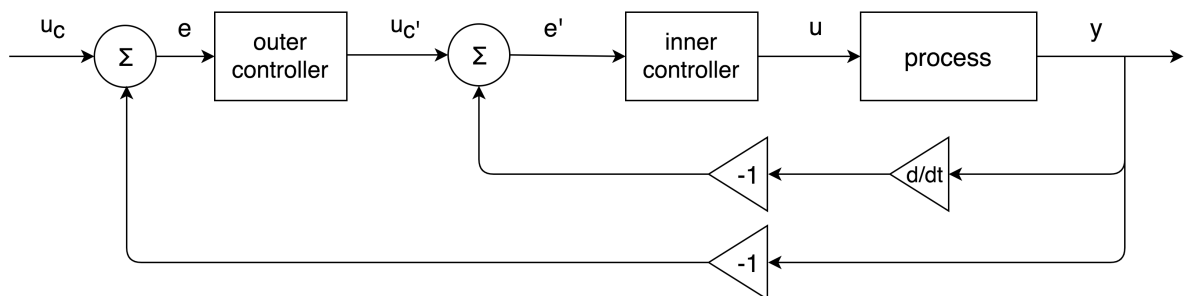 u_c
Σ
e
outer
controller
u_c'
Σ
e'
inner
controller
u
process
y
-1
d/dt
-1